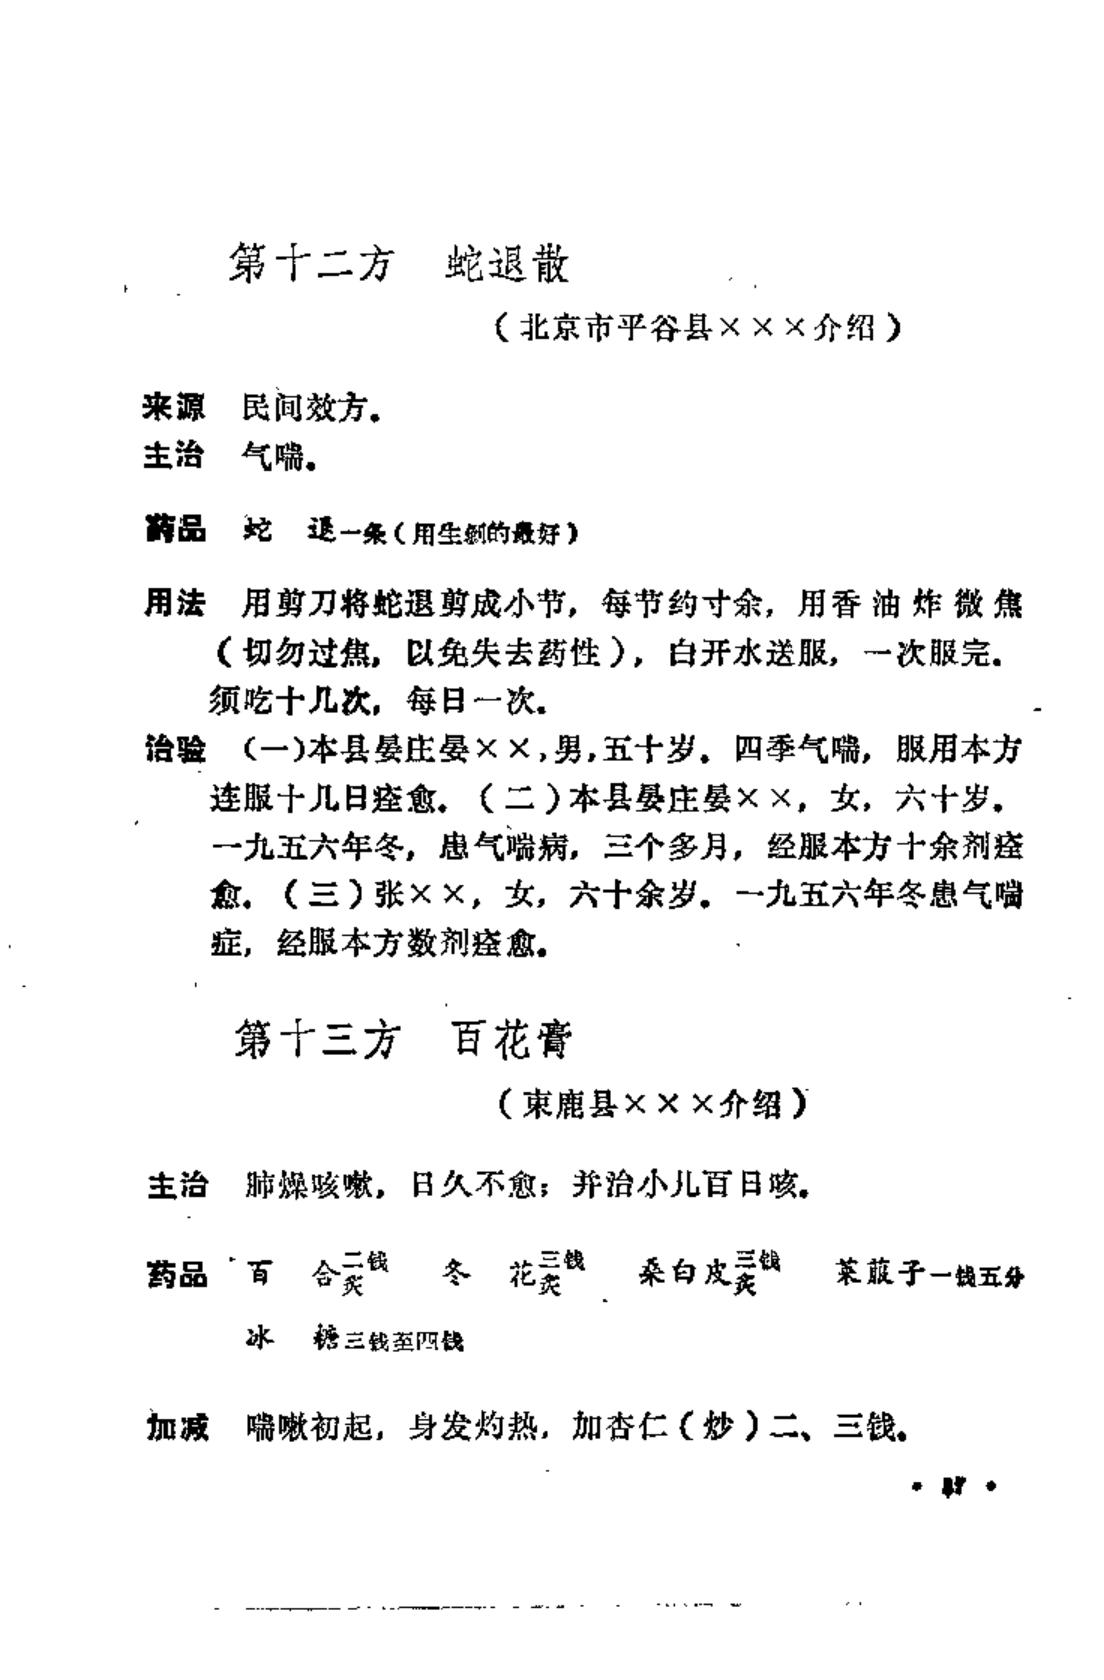 第十二方　蛇退散
（北京市平谷县×××介绍）
来源　民间效方。
主治　气喘。
药品　蛇　退一条（用生剥的最好）
用法　用剪刀将蛇退剪成小节，每节约寸余，用香油炸微焦
（切勿过焦，以免失去药性），白开水送服，一次服完。
须吃十几次，每日一次。
治验　（一）本县晏庄晏××，男，五十岁。四季气喘，服用本方
连服十几日痊愈。（二）本县晏庄晏××，女，六十岁。
一九五六年冬，患气喘病，三个多月，经服本方十余剂痊
愈。（三）张××，女，六十余岁。一九五六年冬患气喘
症，经服本方数剂痊愈。
第十三方　百花膏
（束鹿县×××介绍）
主治　肺燥咳嗽，日久不愈；并治小儿百日咳。
药品　百　合二钱炙　冬　花三钱炙　桑白皮三钱炙　莱菔子一钱五分
冰　糖三钱至四钱
加减　喘嗽初起，身发灼热，加杏仁（炒）二、三钱。